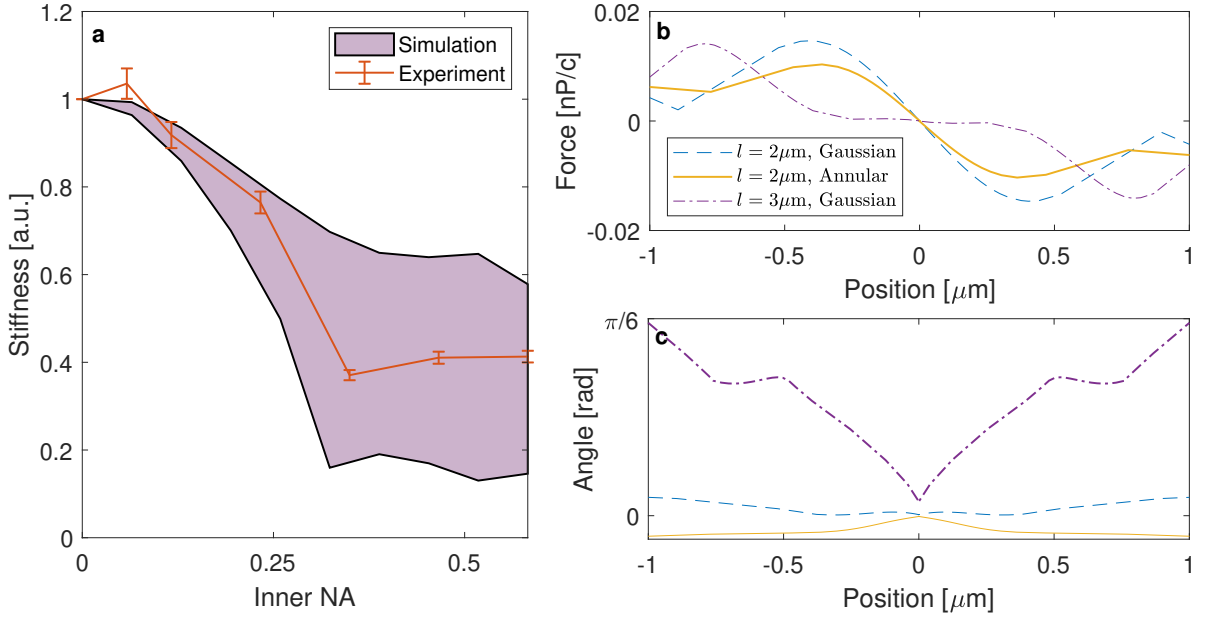 a
1.2
1
0.8
0.6
0.4
0.2
0
0
0.25
0.5
Stiffness [a.u.]
Inner NA
Simulation
Experiment
b
0.02
0
-0.02
-1
-0.5
0
0.5
1
Force [nP/c]
Position [μm]
l = 2μm, Gaussian
l = 2μm, Annular
l = 3μm, Gaussian
c
π/6
0
-1
-0.5
0
0.5
1
Angle [rad]
Position [μm]